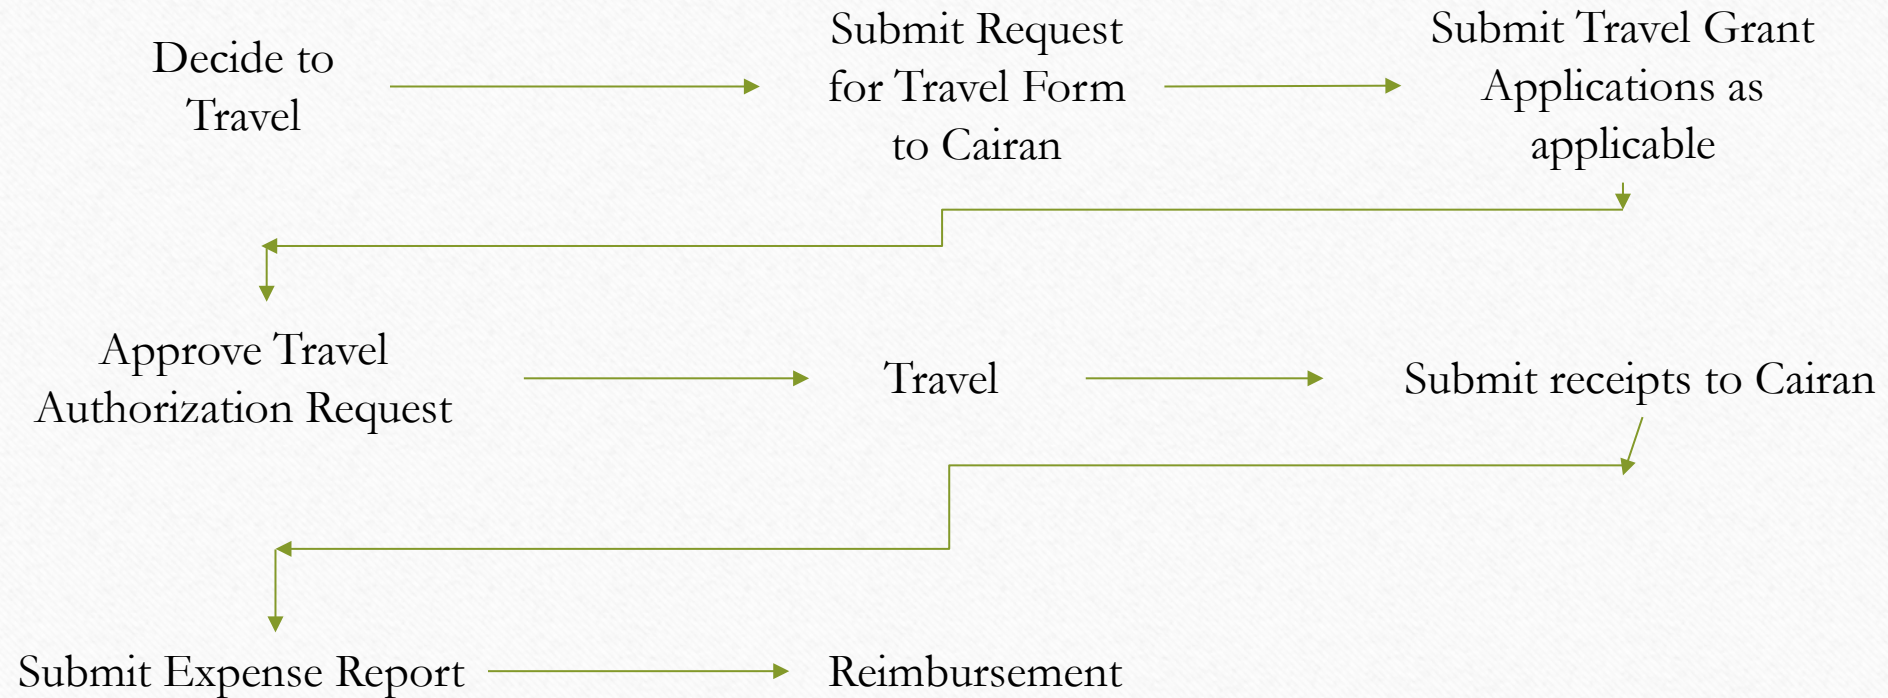 Decide to
Travel
Submit Request
for Travel Form
to Cairan
Submit Travel Grant
Applications as
applicable
Approve Travel
Authorization Request
Travel
Submit receipts to Cairan
Submit Expense Report
Reimbursement